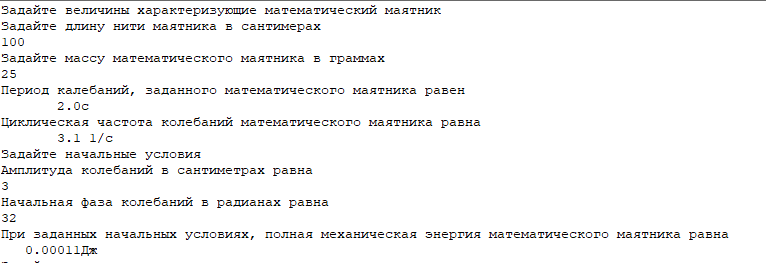 Задайте величины характеризующие математический маятник
Задайте длину нити маятника в сантимерах
100
Задайте массу математического маятника в граммах
25
Период калебаний, заданного математического маятника равен
2.0с
Циклическая частота колебаний математического маятника равна
3.1 1/с
Задайте начальные условия
Амплитуда колебаний в сантиметрах равна
3
Начальная фаза колебаний в радианах равна
32
При заданных начальных условиях, полная механическая энергия математического маятника равна
0.00011Дж